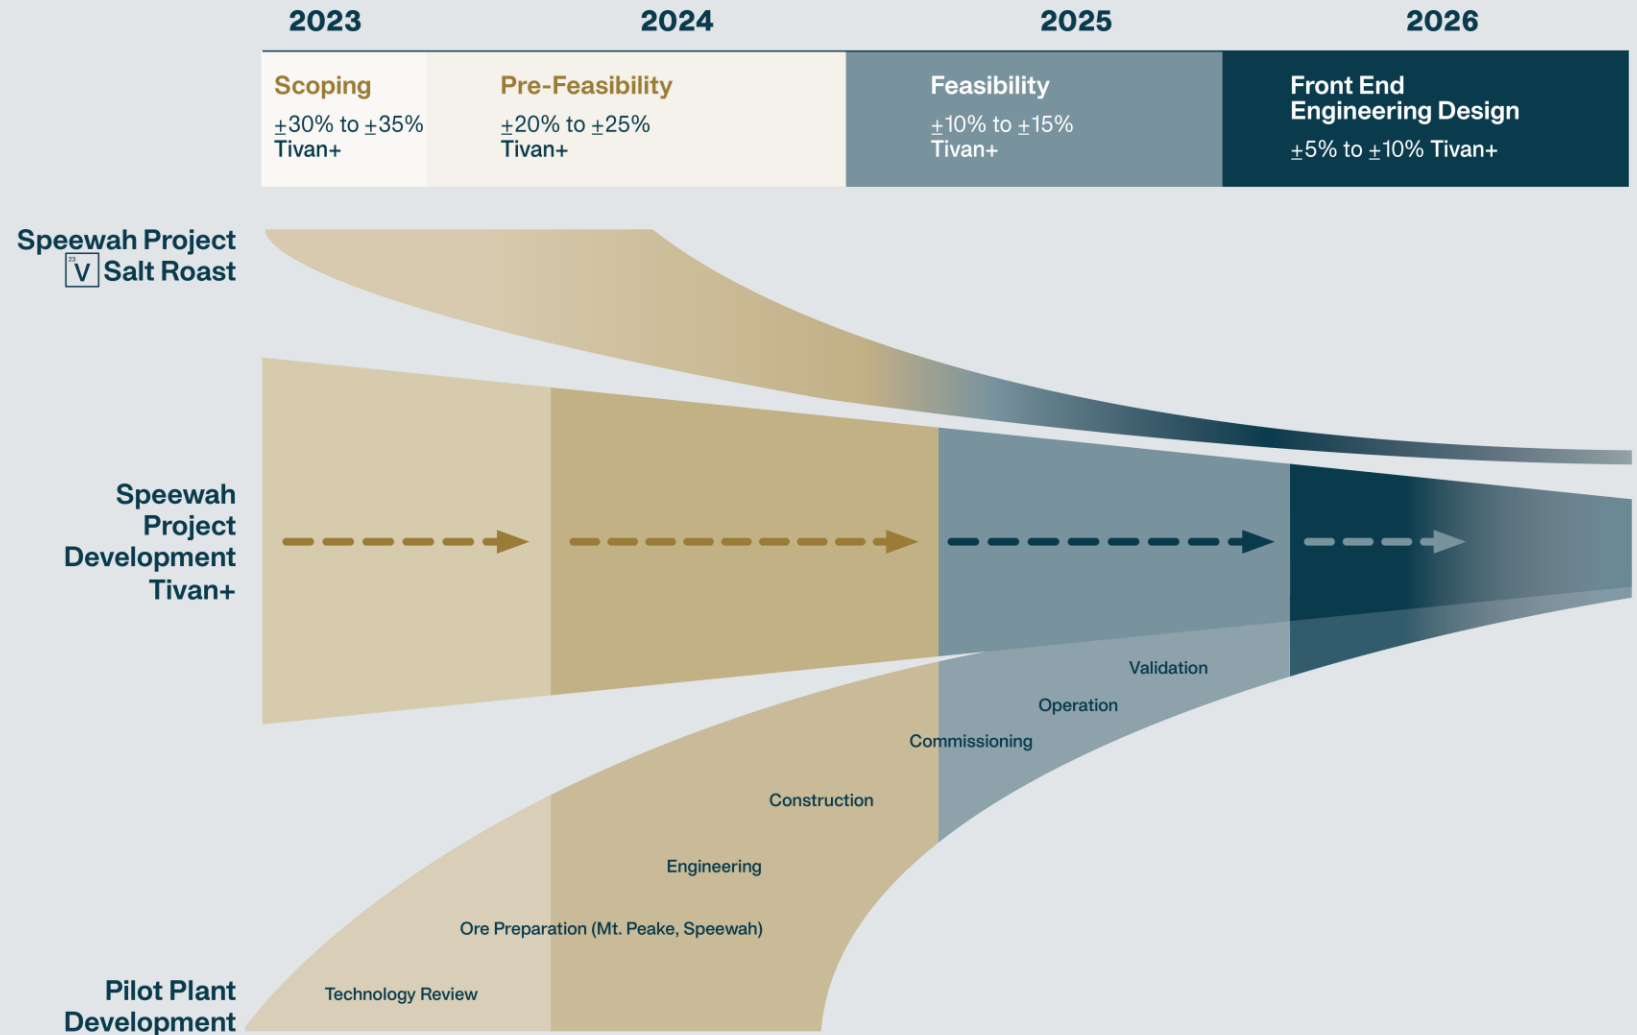 2023 2024 2025 2026
Scoping
±30% to ±35%
Tivan+
Pre-Feasibility
±20% to ±25%
Tivan+
Feasibility
±10% to ±15%
Tivan+
Front End
Engineering Design
±5% to ±10% Tivan+
Speewah Project
23 V Salt Roast
Speewah
Project
Development
Tivan+
Validation
Operation
Commissioning
Construction
Engineering
Ore Preparation (Mt. Peake, Speewah)
Technology Review
Pilot Plant
Development